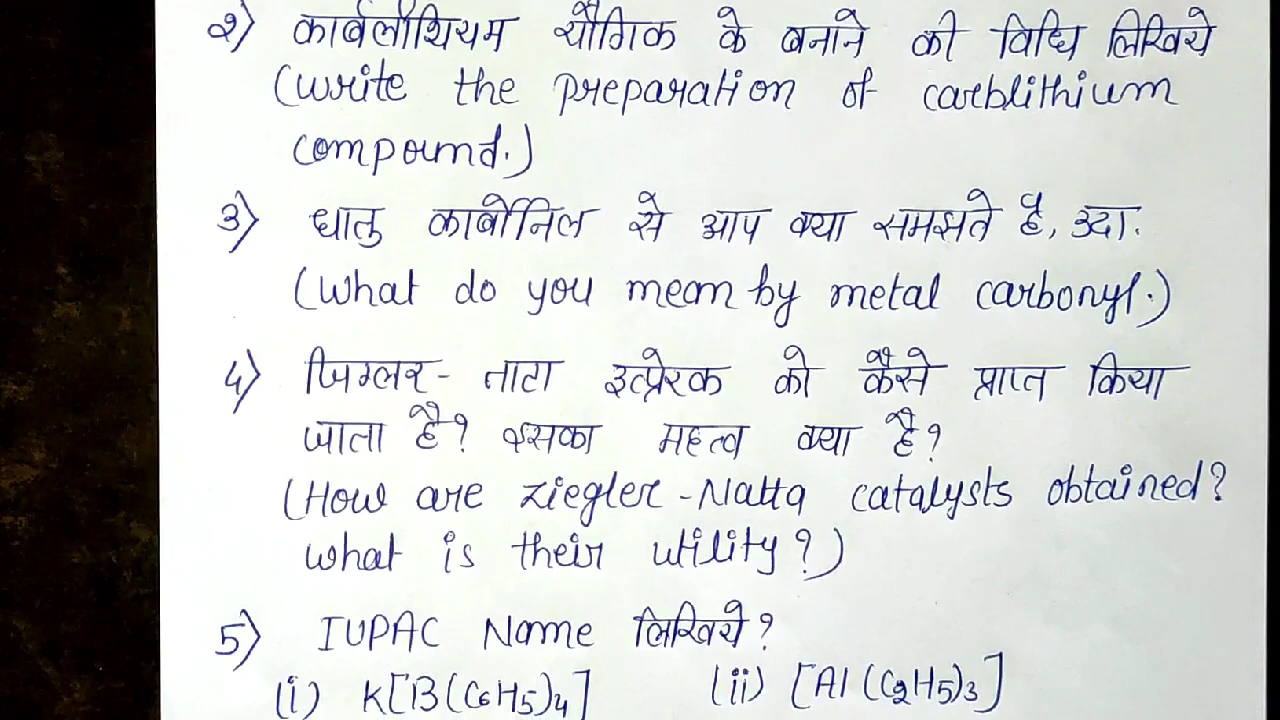 2) कार्बलीथियम यौगिक के बनाने की विधि लिखिये
(write the preparation of carblithium
compound.)
3) धातु कार्बोनिल से आप क्या समझते है, उदा.
(What do you mean by metal carbonyl.)
4) जिग्लर - नाटा उत्प्रेरक को कैसे प्राप्त किया
जाता है? इसका महत्व क्या है?
(How are ziegler - Natta catalysts obtained?
what is their utility?)
5) IUPAC Name लिखिये?
(i) K[B(C6H5)4] (ii) [Al(C2H5)3]